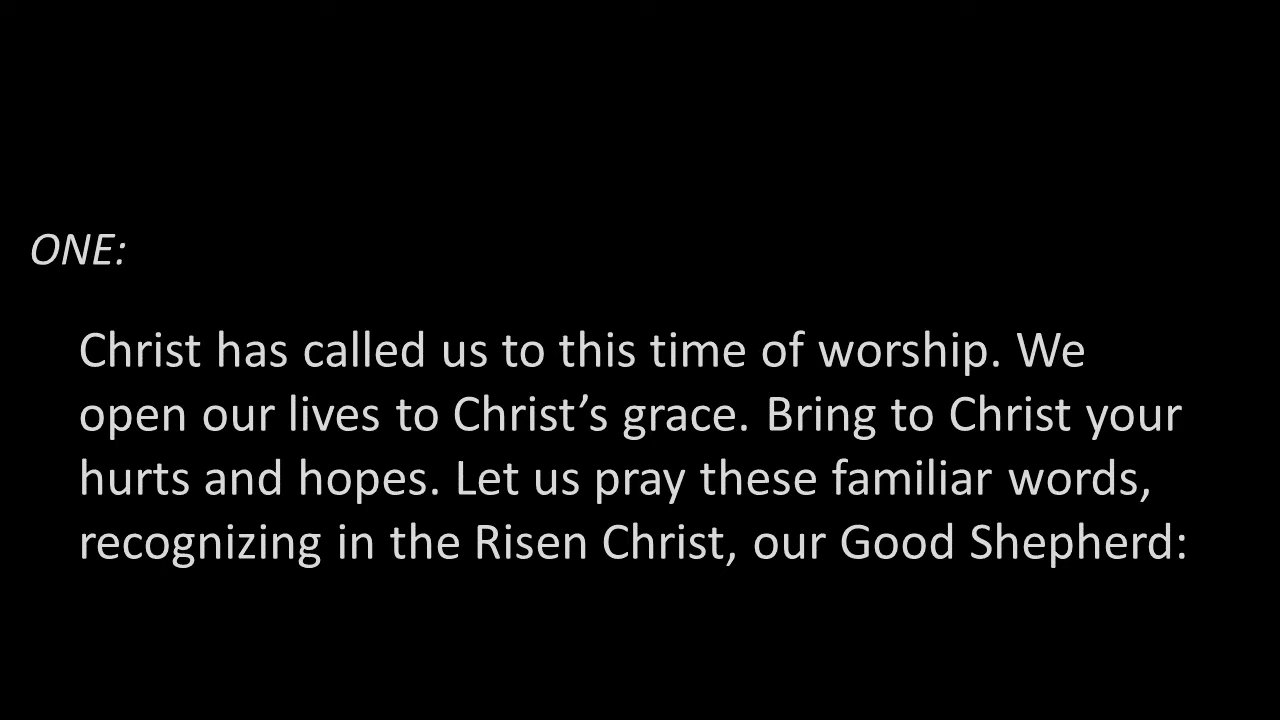 ONE:
Christ has called us to this time of worship. We
open our lives to Christ’s grace. Bring to Christ your
hurts and hopes. Let us pray these familiar words,
recognizing in the Risen Christ, our Good Shepherd: